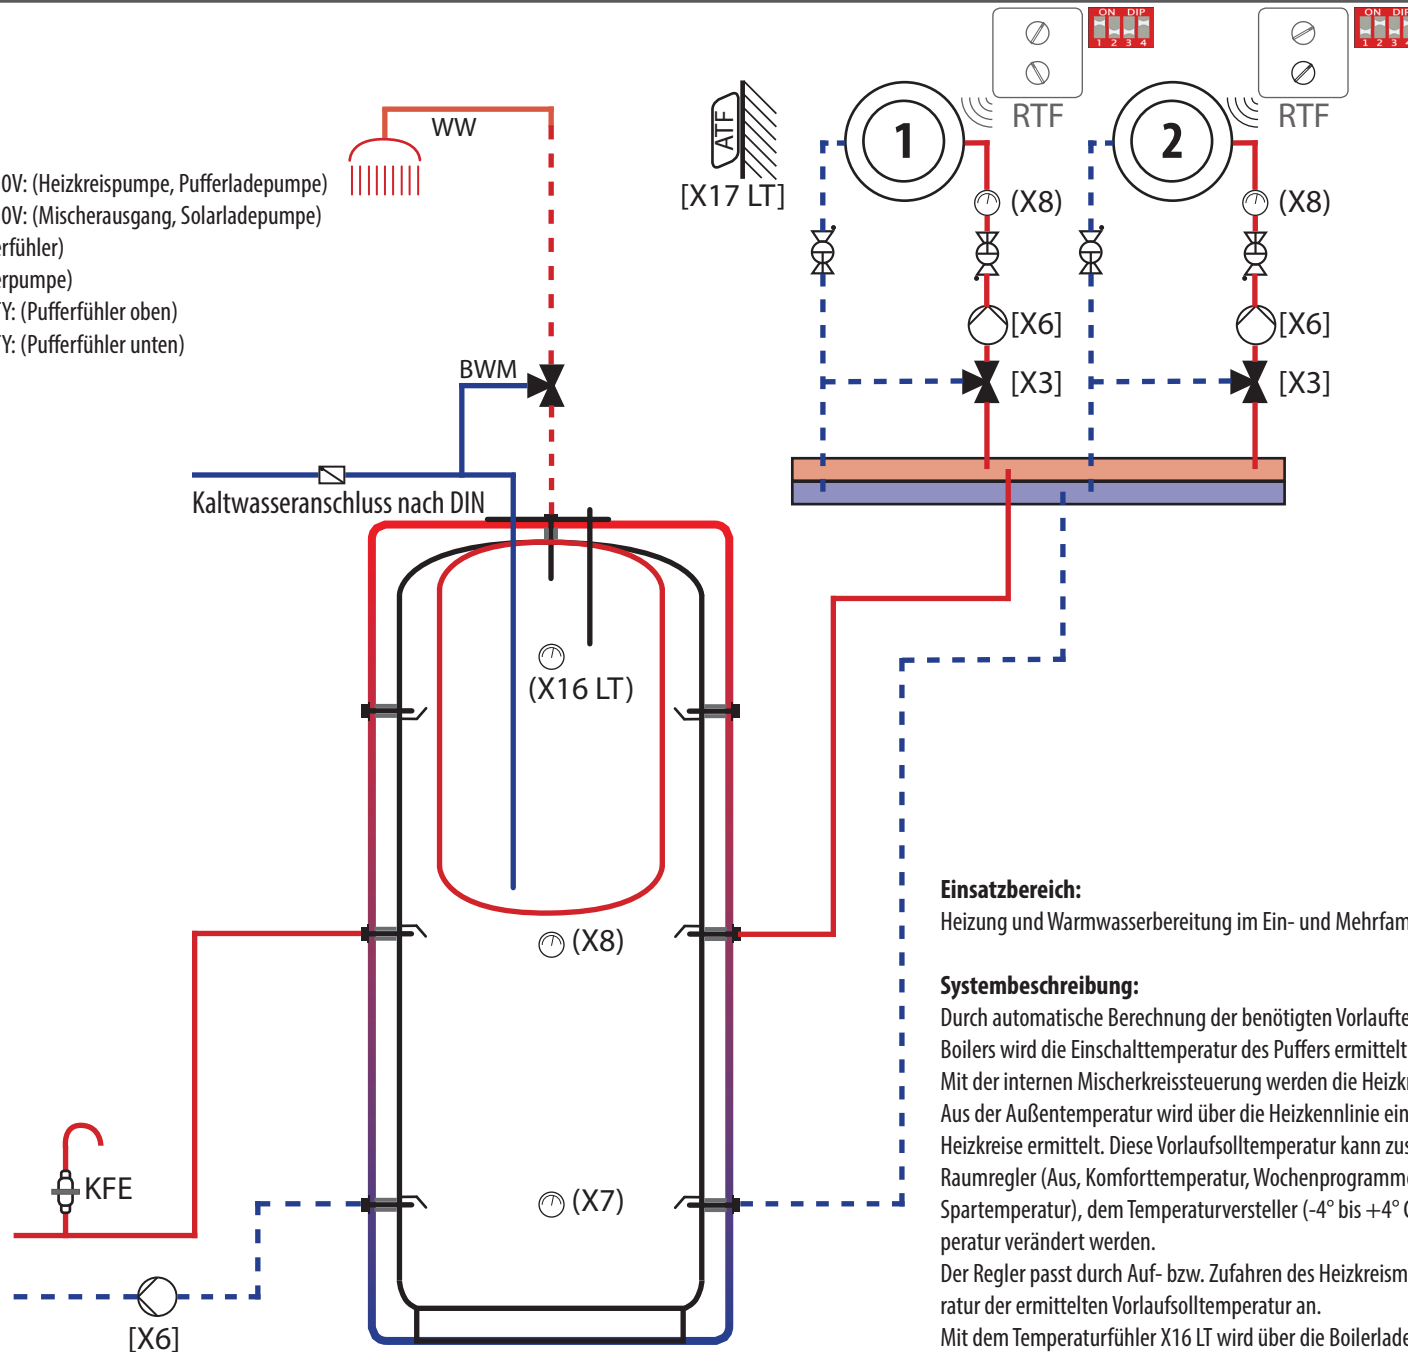 ON DIP
1 2 3 4
ON DIP
1 2 3
RTF
RTF
WW
ATF
[X17 LT]
1
2
(X8)
(X8)
0V: (Heizkreispumpe, Pufferladepumpe)
0V: (Mischerausgang, Solarladepumpe)
erfühler)
erpumpe)
Y: (Pufferfühler oben)
Y: (Pufferfühler unten)
[X6]
[X6]
BWM
[X3]
[X3]
Kaltwasseranschluss nach DIN
(X16 LT)
(X8)
KFE
(X7)
[X6]
Einsatzbereich:
Heizung und Warmwasserbereitung im Ein- und Mehrfam
Systembeschreibung:
Durch automatische Berechnung der benötigten Vorlaufte
Boilers wird die Einschalttemperatur des Puffers ermittelt
Mit der internen Mischerkreissteuerung werden die Heizkr
Aus der Außentemperatur wird über die Heizkennlinie ein
Heizkreise ermittelt. Diese Vorlaufsolltemperatur kann zus
Raumregler (Aus, Komforttemperatur, Wochenprogramme
Spartemperatur), dem Temperaturversteller (-4° bis +4° C
peratur verändert werden.
Der Regler passt durch Auf- bzw. Zufahren des Heizkreism
ratur der ermittelten Vorlaufsolltemperatur an.
Mit dem Temperaturfühler X16 LT wird über die Boilerlade